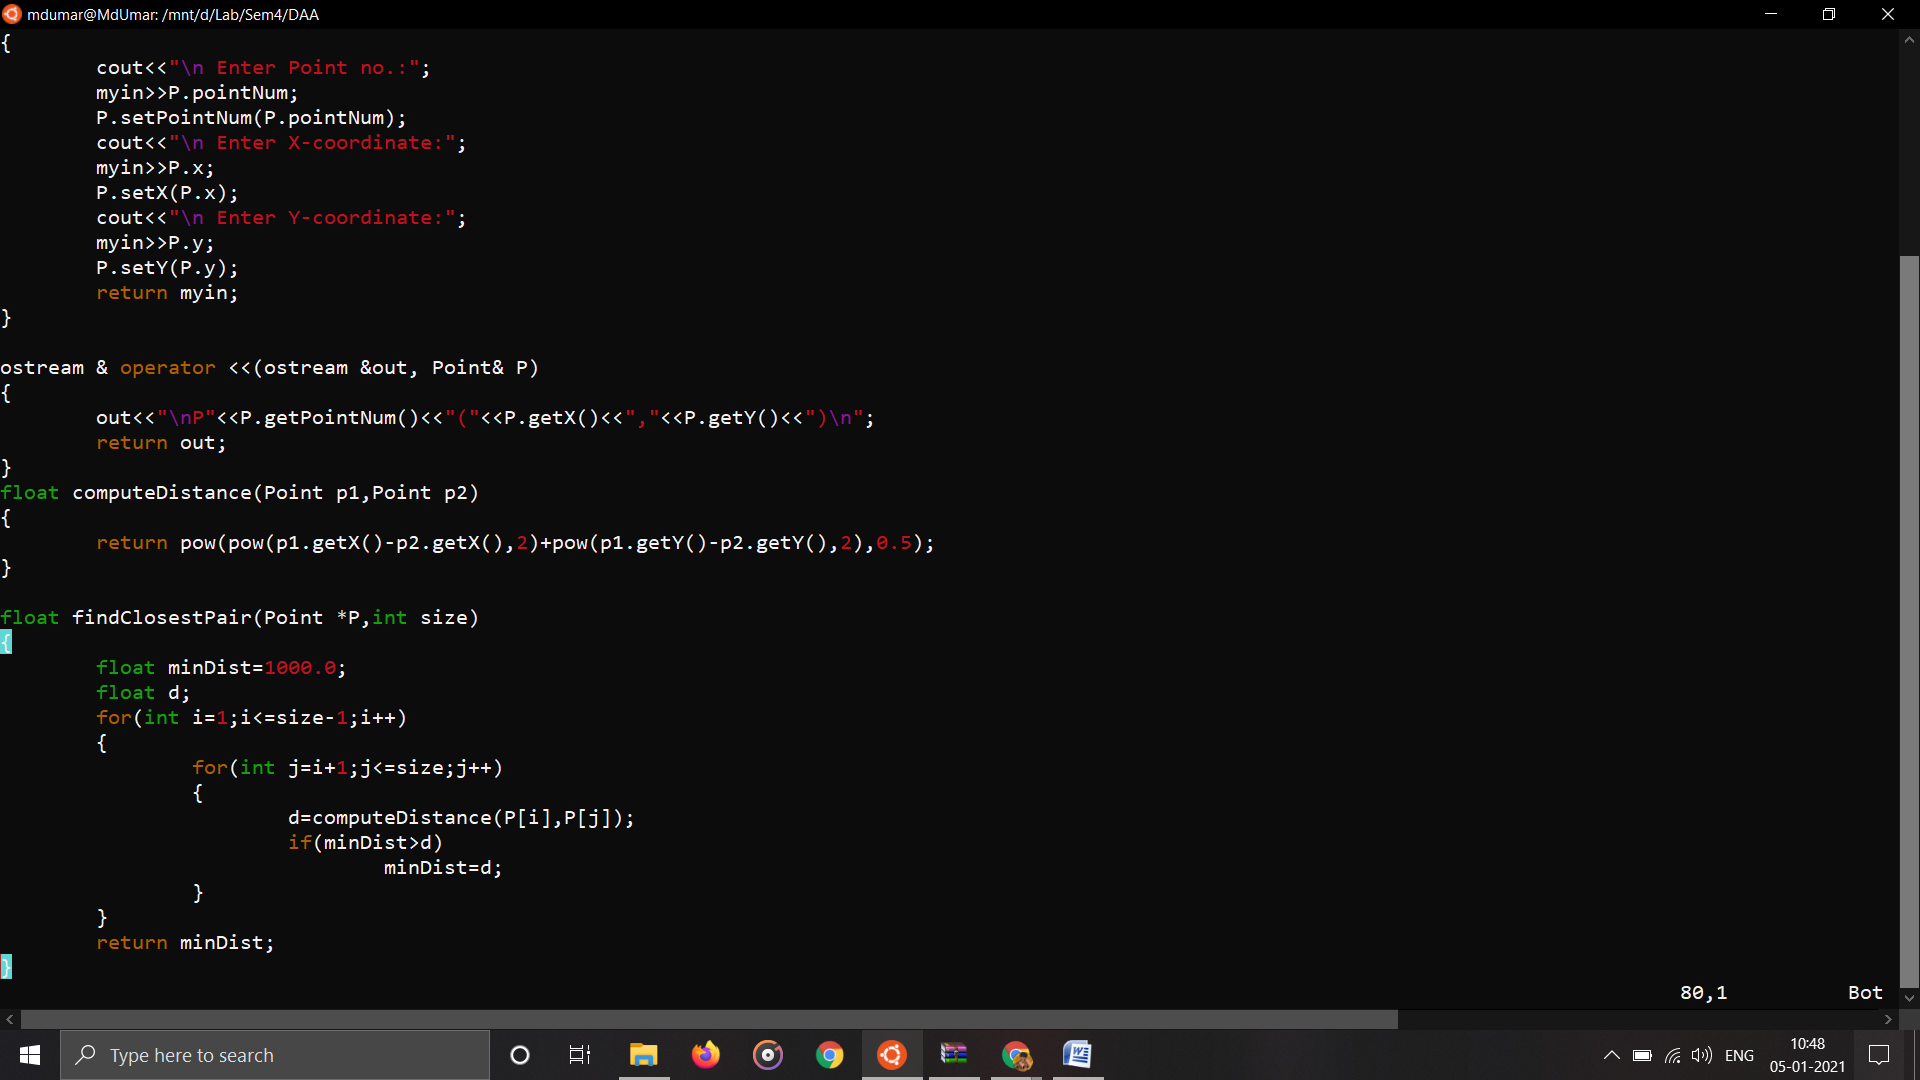 mdumar@MdUmar: /mnt/d/Lab/Sem4/DAA
{
        cout<<"\n Enter Point no.:";
        myin>>P.pointNum;
        P.setPointNum(P.pointNum);
        cout<<"\n Enter X-coordinate:";
        myin>>P.x;
        P.setX(P.x);
        cout<<"\n Enter Y-coordinate:";
        myin>>P.y;
        P.setY(P.y);
        return myin;
}
ostream & operator <<(ostream &out, Point& P)
{
        out<<"\nP"<<P.getPointNum()<<"("<<P.getX()<<","<<P.getY()<<")\n";
        return out;
}
float computeDistance(Point p1,Point p2)
{
        return pow(pow(p1.getX()-p2.getX(),2)+pow(p1.getY()-p2.getY(),2),0.5);
}
float findClosestPair(Point *P,int size)
{
        float minDist=1000.0;
        float d;
        for(int i=1;i<=size-1;i++)
        {
                for(int j=i+1;j<=size;j++)
                {
                        d=computeDistance(P[i],P[j]);
                        if(minDist>d)
                                minDist=d;
                }
        }
        return minDist;
}
80,1 Bot
Type here to search
ENG
10:48
05-01-2021